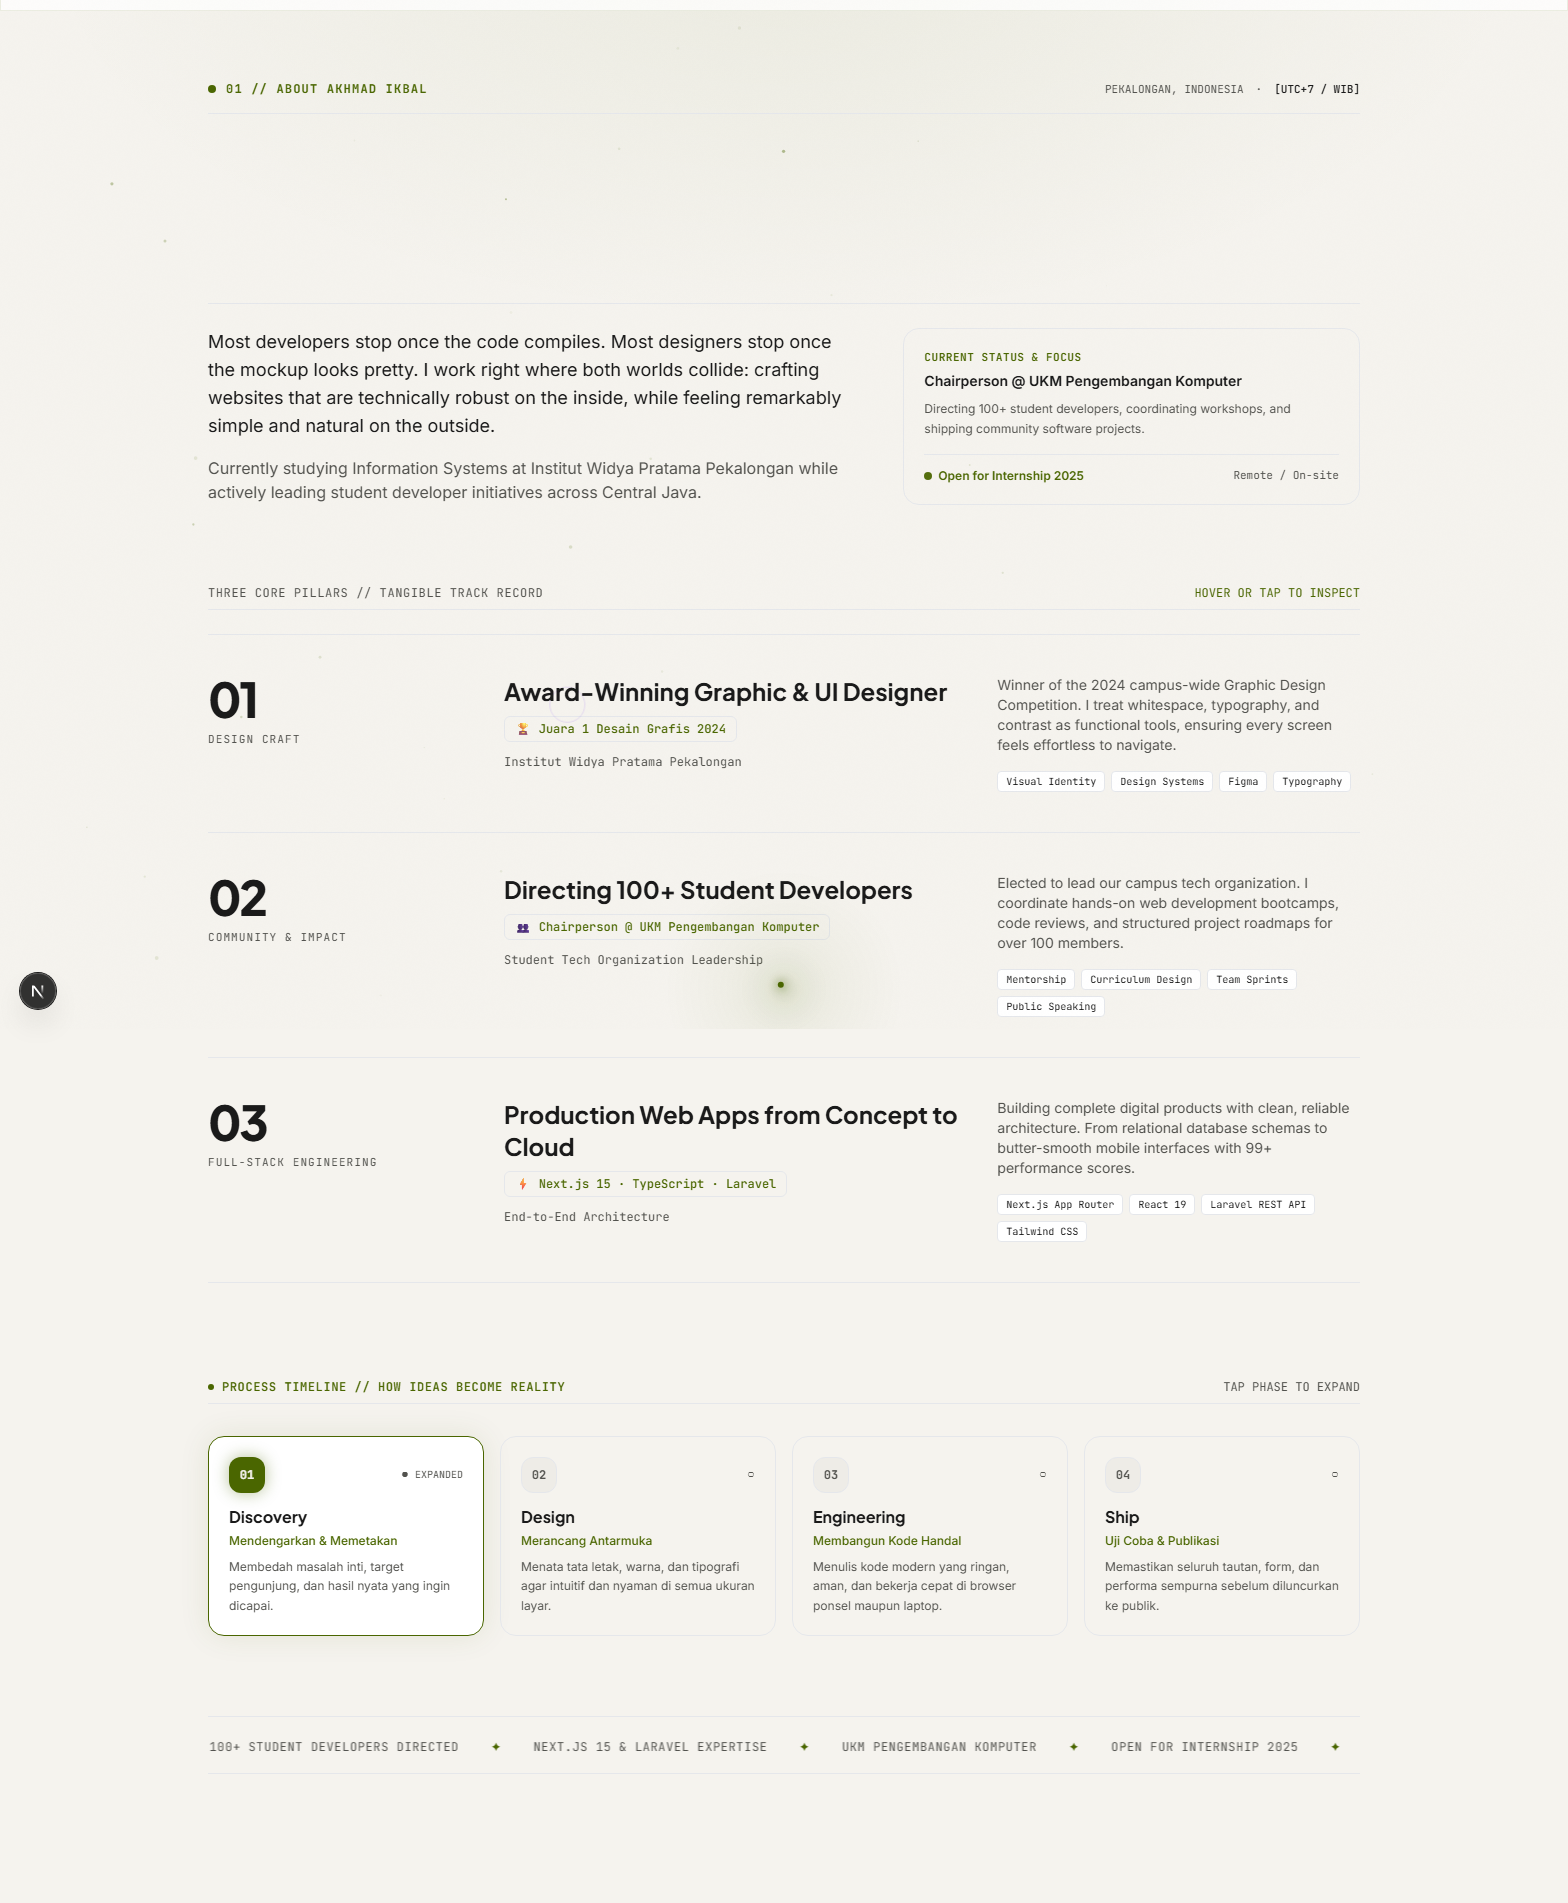 01 // ABOUT AKHMAD IKBAL
PEKALONGAN, INDONESIA · [UTC+7 / WIB]
Most developers stop once the code compiles. Most designers stop once
the mockup looks pretty. I work right where both worlds collide: crafting
websites that are technically robust on the inside, while feeling remarkably
simple and natural on the outside.
Currently studying Information Systems at Institut Widya Pratama Pekalongan while
actively leading student developer initiatives across Central Java.
CURRENT STATUS & FOCUS
Chairperson @ UKM Pengembangan Komputer
Directing 100+ student developers, coordinating workshops, and
shipping community software projects.
Open for Internship 2025
Remote / On-site
THREE CORE PILLARS // TANGIBLE TRACK RECORD
HOVER OR TAP TO INSPECT
01
DESIGN CRAFT
Award-Winning Graphic & UI Designer
Juara 1 Desain Grafis 2024
Institut Widya Pratama Pekalongan
Winner of the 2024 campus-wide Graphic Design
Competition. I treat whitespace, typography, and
contrast as functional tools, ensuring every screen
feels effortless to navigate.
Visual Identity Design Systems Figma Typography
02
COMMUNITY & IMPACT
Directing 100+ Student Developers
Chairperson @ UKM Pengembangan Komputer
Student Tech Organization Leadership
Elected to lead our campus tech organization. I
coordinate hands-on web development bootcamps,
code reviews, and structured project roadmaps for
over 100 members.
Mentorship Curriculum Design Team Sprints
Public Speaking
N
03
FULL-STACK ENGINEERING
Production Web Apps from Concept to
Cloud
Next.js 15 · TypeScript · Laravel
End-to-End Architecture
Building complete digital products with clean, reliable
architecture. From relational database schemas to
butter-smooth mobile interfaces with 99+
performance scores.
Next.js App Router React 19 Laravel REST API
Tailwind CSS
PROCESS TIMELINE // HOW IDEAS BECOME REALITY
TAP PHASE TO EXPAND
01
EXPANDED
Discovery
Mendengarkan & Memetakan
Membedah masalah inti, target
pengunjung, dan hasil nyata yang ingin
dicapai.
02
Design
Merancang Antarmuka
Menata tata letak, warna, dan tipografi
agar intuitif dan nyaman di semua ukuran
layar.
03
Engineering
Membangun Kode Handal
Menulis kode modern yang ringan,
aman, dan bekerja cepat di browser
ponsel maupun laptop.
04
Ship
Uji Coba & Publikasi
Memastikan seluruh tautan, form, dan
performa sempurna sebelum diluncurkan
ke publik.
100+ STUDENT DEVELOPERS DIRECTED ✦ NEXT.JS 15 & LARAVEL EXPERTISE ✦ UKM PENGEMBANGAN KOMPUTER ✦ OPEN FOR INTERNSHIP 2025 ✦